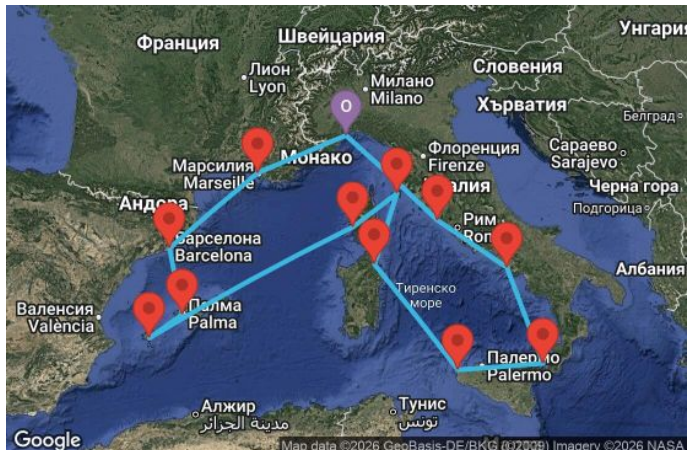 Франция
Швейцария
Унгария
Лион
Lyon
Милано
Milano
Словения
Хърватия
Белград
O
Монако
Флоренция
Firenze
Сараево
Sarajevo
Марсилия
Marseille
Черна гора
Подгорица
Андора
Рим
Барселона
Barcelona
Албания
Тиренско
море
Валенсия
València
Палма
Palma
Палермо
Palermo
Алжир
مدينة الجزائر
Тунис
تونس
Google
Map data ©2026 GeoBasis-DE/BKG (©2009) Imagery ©2026 NASA